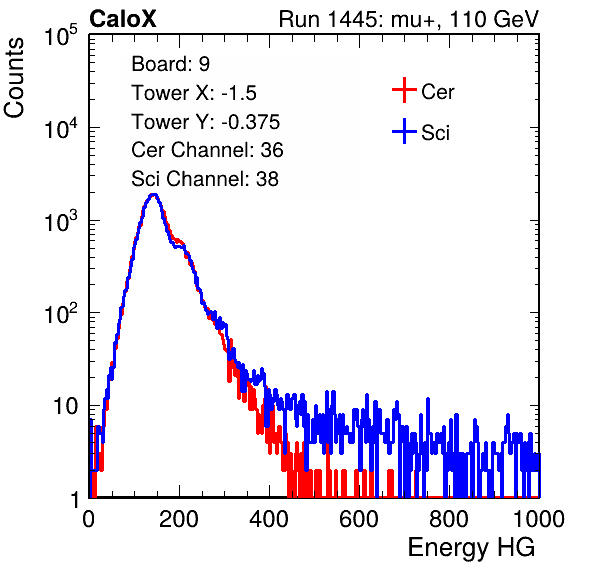 CaloX Run 1445: mu+, 110 GeV
Board: 9
Tower X: -1.5
Tower Y: -0.375
Cer Channel: 36
Sci Channel: 38
Cer
Sci
Counts
10^5
10^4
10^3
10^2
10
1
0 200 400 600 800 1000
Energy HG